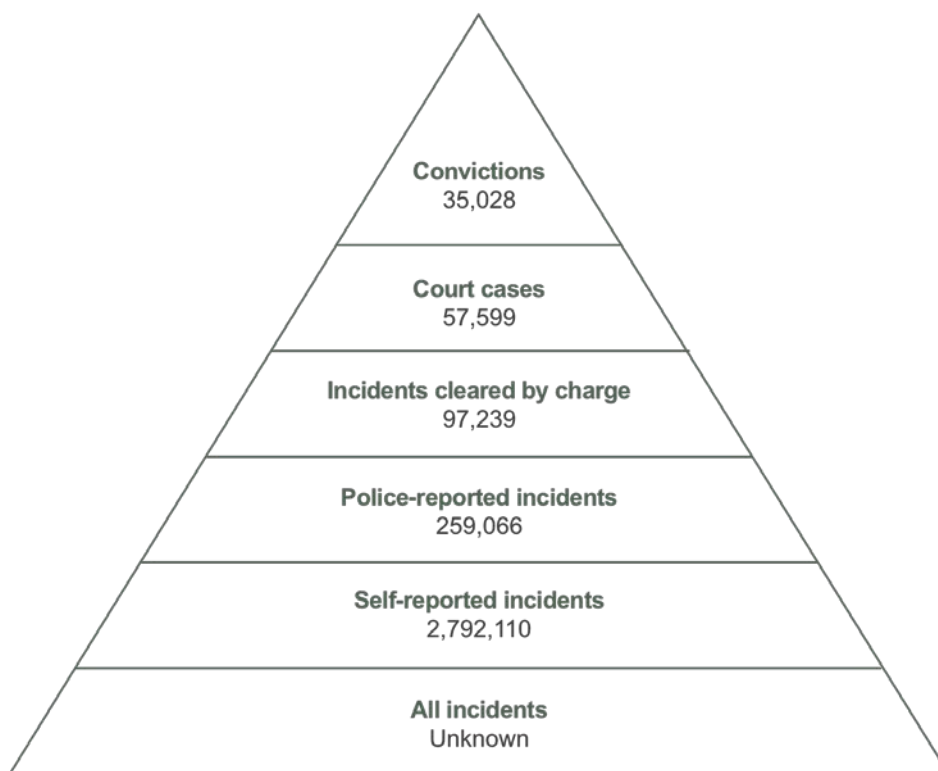 Convictions
35,028
Court cases
57,599
Incidents cleared by charge
97,239
Police-reported incidents
259,066
Self-reported incidents
2,792,110
All incidents
Unknown